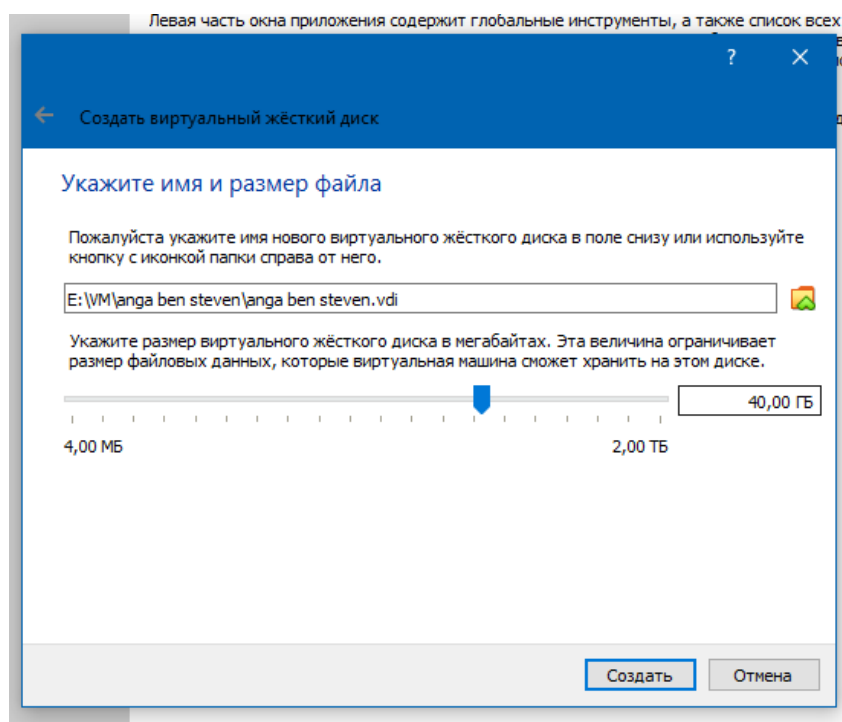 Левая часть окна приложения содержит глобальные инструменты, а также список всех
?
Создать виртуальный жёсткий диск
Укажите имя и размер файла
Пожалуйста укажите имя нового виртуального жёсткого диска в поле снизу или используйте
кнопку с иконкой папки справа от него.
E:\VM\anga ben steven\anga ben steven.vdi
Укажите размер виртуального жёсткого диска в мегабайтах. Эта величина ограничивает
размер файловых данных, которые виртуальная машина сможет хранить на этом диске.
40,00 ГБ
4,00 МБ 2,00 ТБ
Создать Отмена